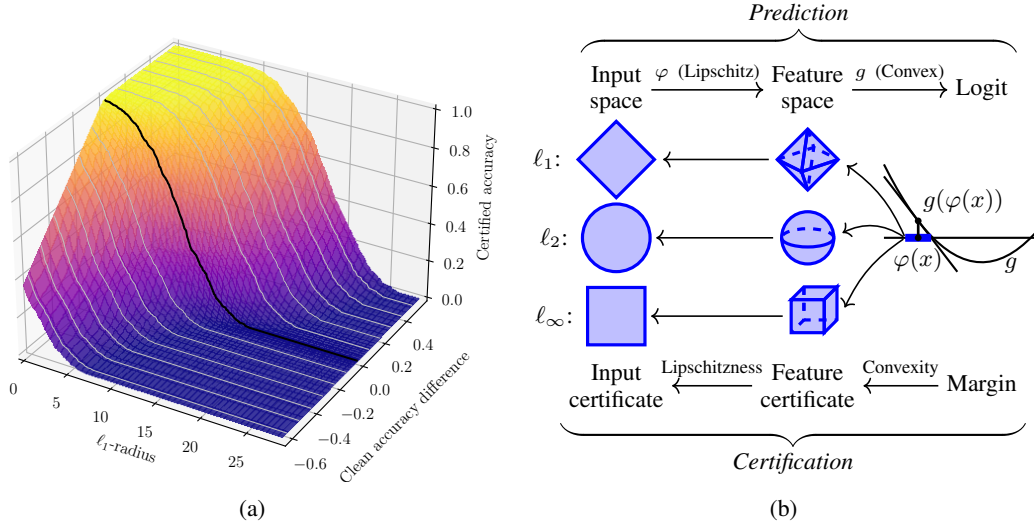 1.0
0.8
0.6
0.4
0.2
0.0
Certified accuracy
0.4
0.2
0.0
−0.2
−0.4
−0.6
Clean accuracy difference
0
5
10
15
20
25
ℓ1-radius
(a)
Prediction
Input space
φ (Lipschitz)
Feature space
g (Convex)
Logit
ℓ1:
ℓ2:
ℓ∞:
g(φ(x))
φ(x)
g
Input certificate
Lipschitzness
Feature certificate
Convexity
Margin
Certification
(b)